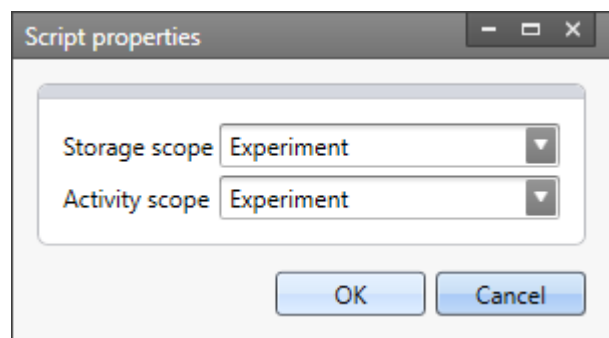 Script properties
Storage scope Experiment
Activity scope Experiment
OK Cancel